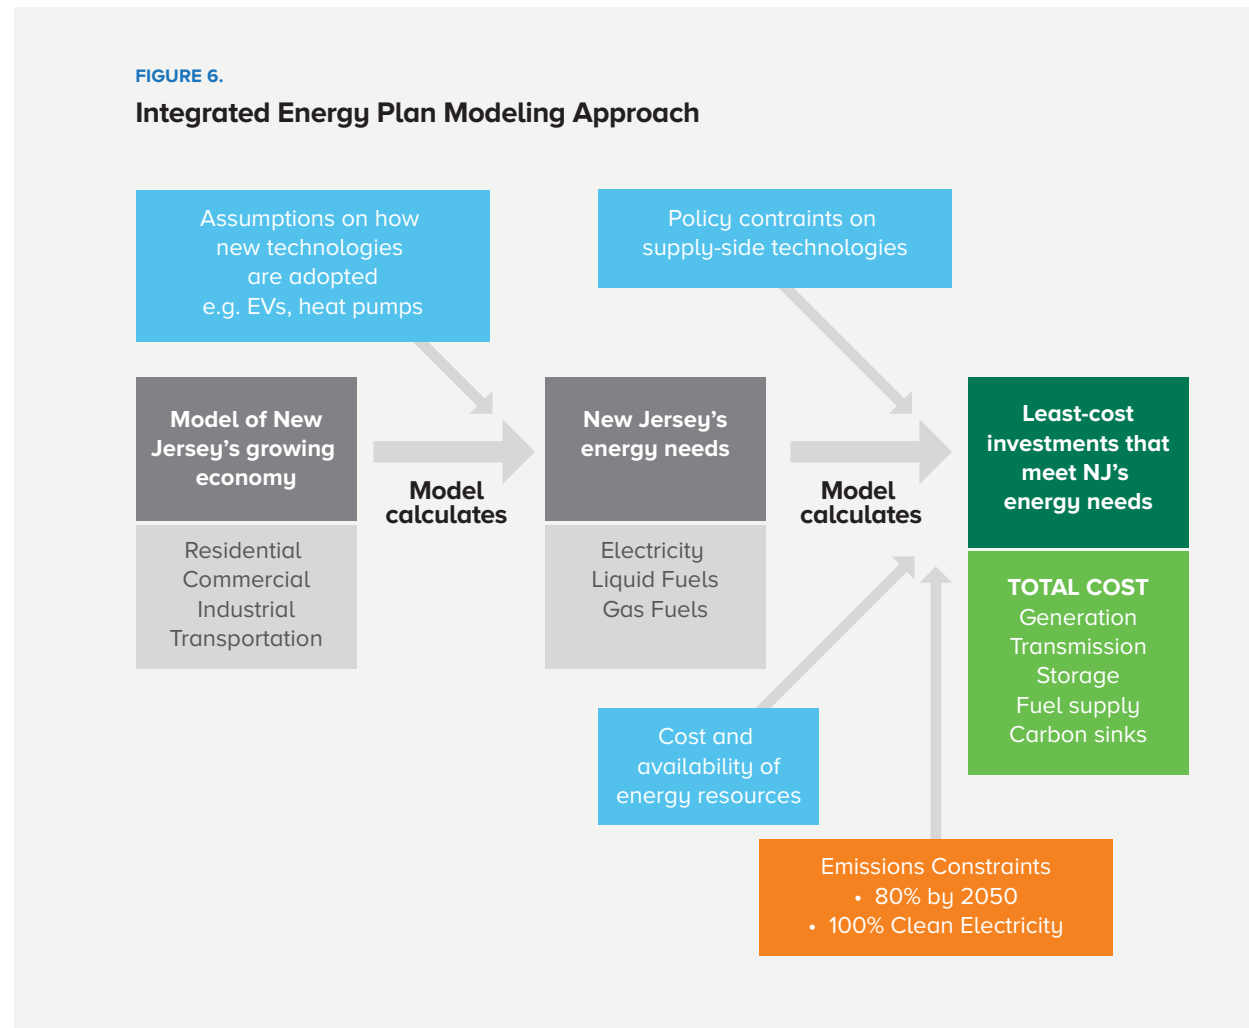 FIGURE 6.
Integrated Energy Plan Modeling Approach
Assumptions on how
new technologies
are adopted
e.g. EVs, heat pumps
Policy contraints on
supply-side technologies
Model of New
Jersey’s growing
economy
Residential
Commercial
Industrial
Transportation
Model
calculates
New Jersey’s
energy needs
Electricity
Liquid Fuels
Gas Fuels
Model
calculates
Least-cost
investments that
meet NJ’s
energy needs
TOTAL COST
Generation
Transmission
Storage
Fuel supply
Carbon sinks
Cost and
availability of
energy resources
Emissions Constraints
• 80% by 2050
• 100% Clean Electricity